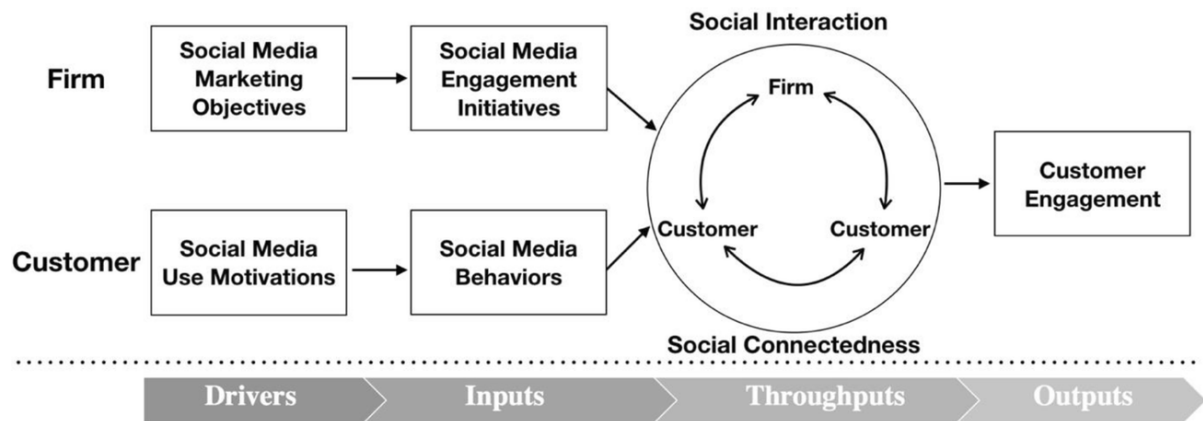 Firm
Social Media
Marketing
Objectives
Social Media
Engagement
Initiatives
Social Interaction
Firm
Customer
Customer
Social Connectedness
Customer
Engagement
Customer
Social Media
Use Motivations
Social Media
Behaviors
Drivers
Inputs
Throughputs
Outputs